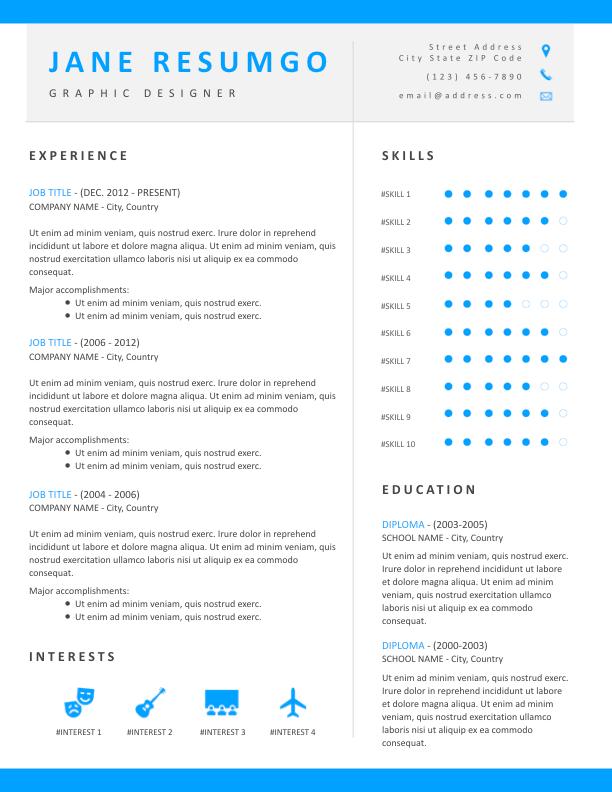 JANE RESUMGO
GRAPHIC DESIGNER
Street Address
City State ZIP Code
(123) 456-7890
email@address.com
EXPERIENCE
JOB TITLE - (DEC. 2012 - PRESENT)
COMPANY NAME - City, Country
Ut enim ad minim veniam, quis nostrud exerc. Irure dolor in reprehend
incididunt ut labore et dolore magna aliqua. Ut enim ad minim veniam, quis
nostrud exercitation ullamco laboris nisi ut aliquip ex ea commodo
consequat.
Major accomplishments:
● Ut enim ad minim veniam, quis nostrud exerc.
● Ut enim ad minim veniam, quis nostrud exerc.
JOB TITLE - (2006 - 2012)
COMPANY NAME - City, Country
Ut enim ad minim veniam, quis nostrud exerc. Irure dolor in reprehend
incididunt ut labore et dolore magna aliqua. Ut enim ad minim veniam, quis
nostrud exercitation ullamco laboris nisi ut aliquip ex ea commodo
consequat.
Major accomplishments:
● Ut enim ad minim veniam, quis nostrud exerc.
● Ut enim ad minim veniam, quis nostrud exerc.
JOB TITLE - (2004 - 2006)
COMPANY NAME - City, Country
Ut enim ad minim veniam, quis nostrud exerc. Irure dolor in reprehend
incididunt ut labore et dolore magna aliqua. Ut enim ad minim veniam, quis
nostrud exercitation ullamco laboris nisi ut aliquip ex ea commodo
consequat.
Major accomplishments:
● Ut enim ad minim veniam, quis nostrud exerc.
● Ut enim ad minim veniam, quis nostrud exerc.
INTERESTS
#INTEREST 1
#INTEREST 2
#INTEREST 3
#INTEREST 4
SKILLS
#SKILL 1
#SKILL 2
#SKILL 3
#SKILL 4
#SKILL 5
#SKILL 6
#SKILL 7
#SKILL 8
#SKILL 9
#SKILL 10
EDUCATION
DIPLOMA - (2003-2005)
SCHOOL NAME - City, Country
Ut enim ad minim veniam, quis nostrud exerc.
Irure dolor in reprehend incididunt ut labore
et dolore magna aliqua. Ut enim ad minim
veniam, quis nostrud exercitation ullamco
laboris nisi ut aliquip ex ea commodo
consequat.
DIPLOMA - (2000-2003)
SCHOOL NAME - City, Country
Ut enim ad minim veniam, quis nostrud exerc.
Irure dolor in reprehend incididunt ut labore
et dolore magna aliqua. Ut enim ad minim
veniam, quis nostrud exercitation ullamco
laboris nisi ut aliquip ex ea commodo
consequat.